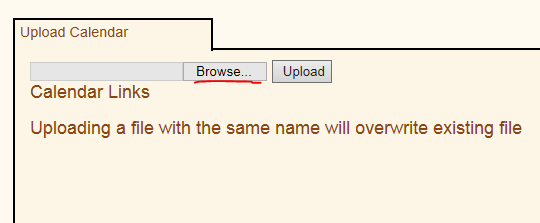 Upload Calendar
Browse... Upload
Calendar Links
Uploading a file with the same name will overwrite existing file